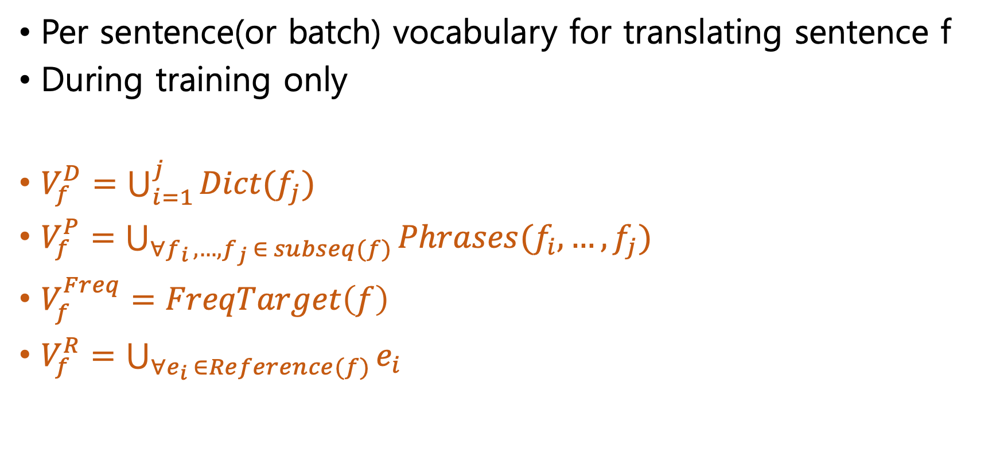 • Per sentence(or batch) vocabulary for translating sentence f
• During training only
• $V_f^D = \bigcup_{i=1}^{j} Dict(f_j)$
• $V_f^P = \bigcup_{\forall f_i,\ldots,f_j \in subseq(f)} Phrases(f_i, \ldots, f_j)$
• $V_f^{Freq} = FreqTarget(f)$
• $V_f^R = \bigcup_{\forall e_i \in Reference(f)} e_i$